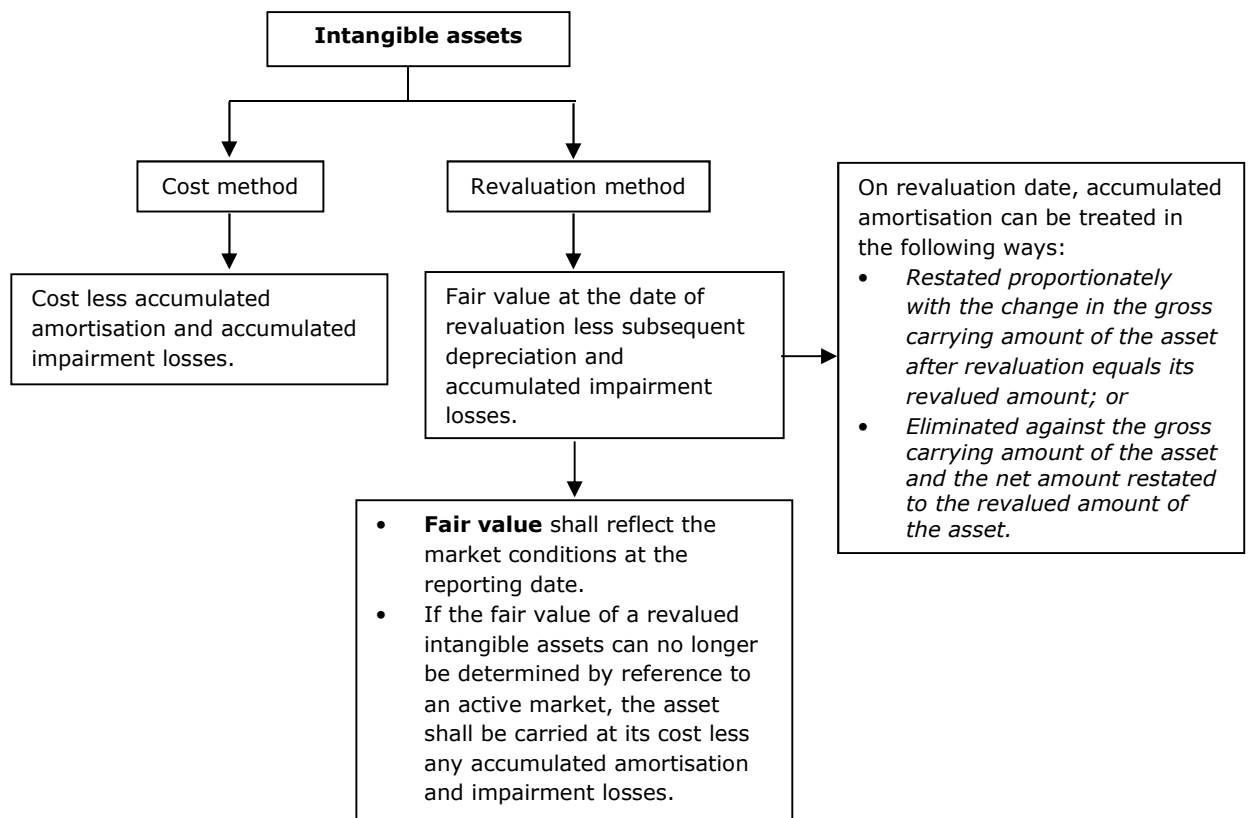 Intangible assets
Cost method
Revaluation method
Cost less accumulated
amortisation and accumulated
impairment losses.
Fair value at the date of
revaluation less subsequent
depreciation and
accumulated impairment
losses.
On revaluation date, accumulated
amortisation can be treated in
the following ways:
• Restated proportionately
with the change in the gross
carrying amount of the asset
after revaluation equals its
revalued amount; or
• Eliminated against the gross
carrying amount of the asset
and the net amount restated
to the revalued amount of
the asset.
• Fair value shall reflect the
market conditions at the
reporting date.
• If the fair value of a revalued
intangible assets can no longer
be determined by reference to
an active market, the asset
shall be carried at its cost less
any accumulated amortisation
and impairment losses.